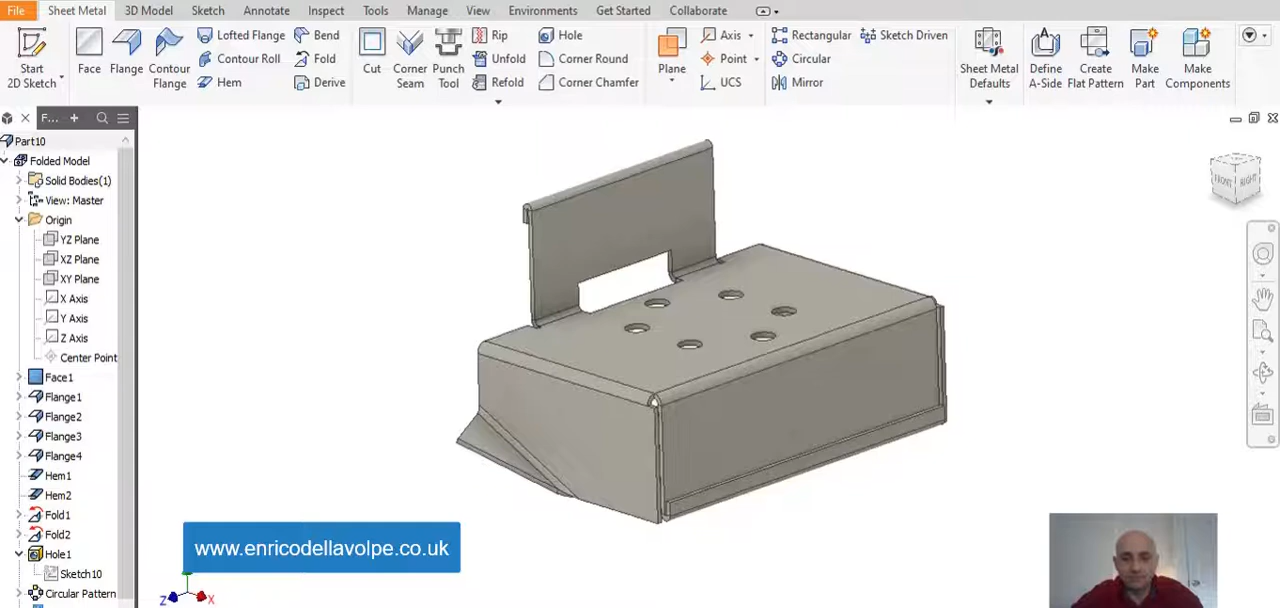 File Sheet Metal 3D Model Sketch Annotate Inspect Tools Manage View Environments Get Started Collaborate
Lofted Flange Bend Rip Hole Axis Rectangular Sketch Driven
Start Face Flange Contour Contour Roll Fold Cut Corner Punch Unfold Corner Round Plane Point Circular Sheet Metal Define Create Make Make
2D Sketch Flange Hem Derive Seam Tool Refold Corner Chamfer UCS Mirror Defaults A-Side Flat Pattern Part Components
F...
Part10
Folded Model
Solid Bodies(1)
View: Master
Origin
YZ Plane
XZ Plane
XY Plane
X Axis
Y Axis
Z Axis
Center Point
Face1
Flange1
Flange2
Flange3
Flange4
Hem1
Hem2
Fold1
Fold2
Hole1
Sketch10
Circular Pattern
FRONT RIGHT
www.enricodellavolpe.co.uk
Z X